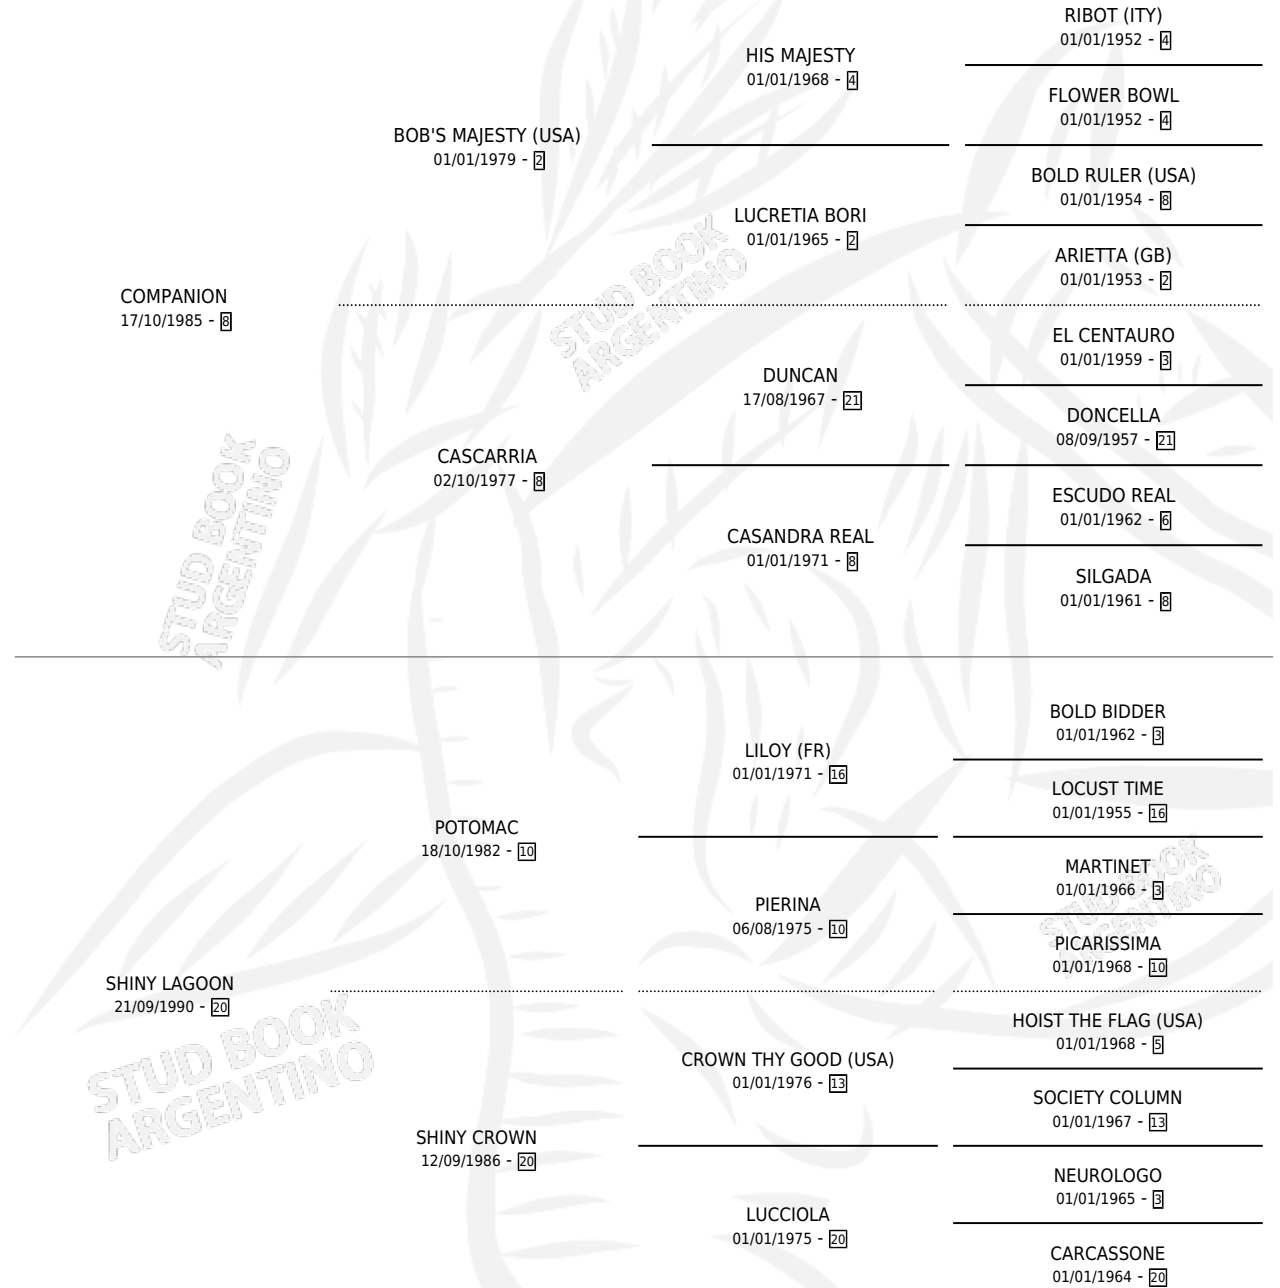 RIBOT (ITY)
01/01/1952 - 4
HIS MAJESTY
01/01/1968 - 4
FLOWER BOWL
01/01/1952 - 4
BOB'S MAJESTY (USA)
01/01/1979 - 2
BOLD RULER (USA)
01/01/1954 - 8
LUCRETIA BORI
01/01/1965 - 2
ARIETTA (GB)
01/01/1953 - 2
COMPANION
17/10/1985 - 8
EL CENTAURO
01/01/1959 - 3
DUNCAN
17/08/1967 - 21
DONCELLA
08/09/1957 - 21
CASCARRIA
02/10/1977 - 8
ESCUDO REAL
01/01/1962 - 6
CASANDRA REAL
01/01/1971 - 8
SILGADA
01/01/1961 - 8
BOLD BIDDER
01/01/1962 - 3
LILOY (FR)
01/01/1971 - 16
LOCUST TIME
01/01/1955 - 16
POTOMAC
18/10/1982 - 10
MARTINET
01/01/1966 - 3
PIERINA
06/08/1975 - 10
PICARISSIMA
01/01/1968 - 10
SHINY LAGOON
21/09/1990 - 20
HOIST THE FLAG (USA)
01/01/1968 - 5
CROWN THY GOOD (USA)
01/01/1976 - 13
SOCIETY COLUMN
01/01/1967 - 13
SHINY CROWN
12/09/1986 - 20
NEUROLOGO
01/01/1965 - 3
LUCCIOLA
01/01/1975 - 20
CARCASSONE
01/01/1964 - 20
STUD BOOK
ARGENTINO
STUD BOOK
ARGENTINO
STUD BOOK
ARGENTINO
STUD BOOK
ARGENTINO